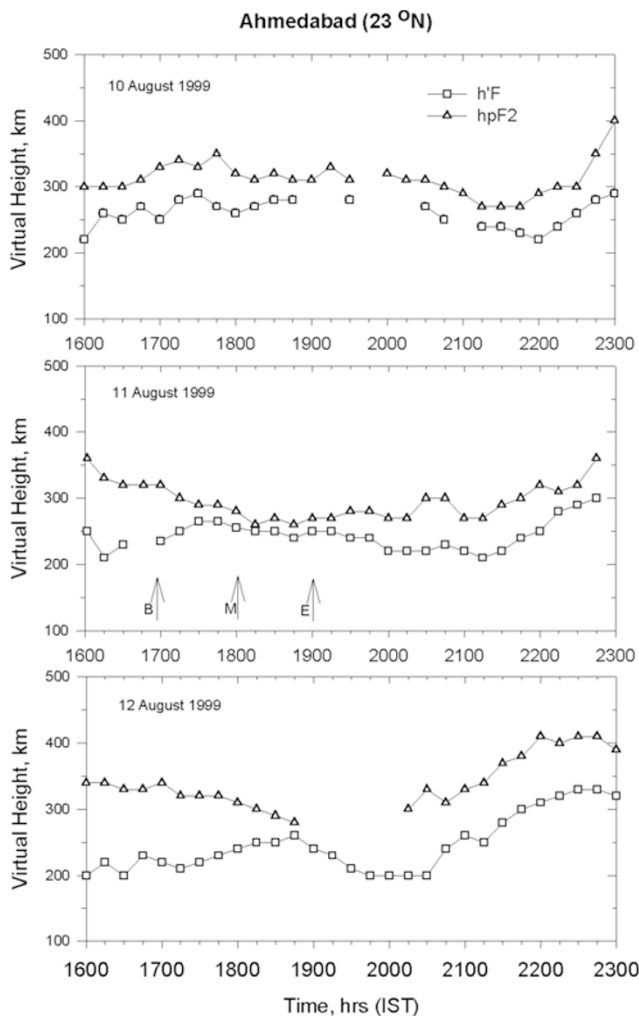 Ahmedabad (23 ᴼN)
10 August 1999
h'F
hpF2
Virtual Height, km
500
400
300
200
100
1600 1700 1800 1900 2000 2100 2200 2300
11 August 1999
Virtual Height, km
500
400
300
200
100
B M E
1600 1700 1800 1900 2000 2100 2200 2300
12 August 1999
Virtual Height, km
500
400
300
200
100
1600 1700 1800 1900 2000 2100 2200 2300
Time, hrs (IST)